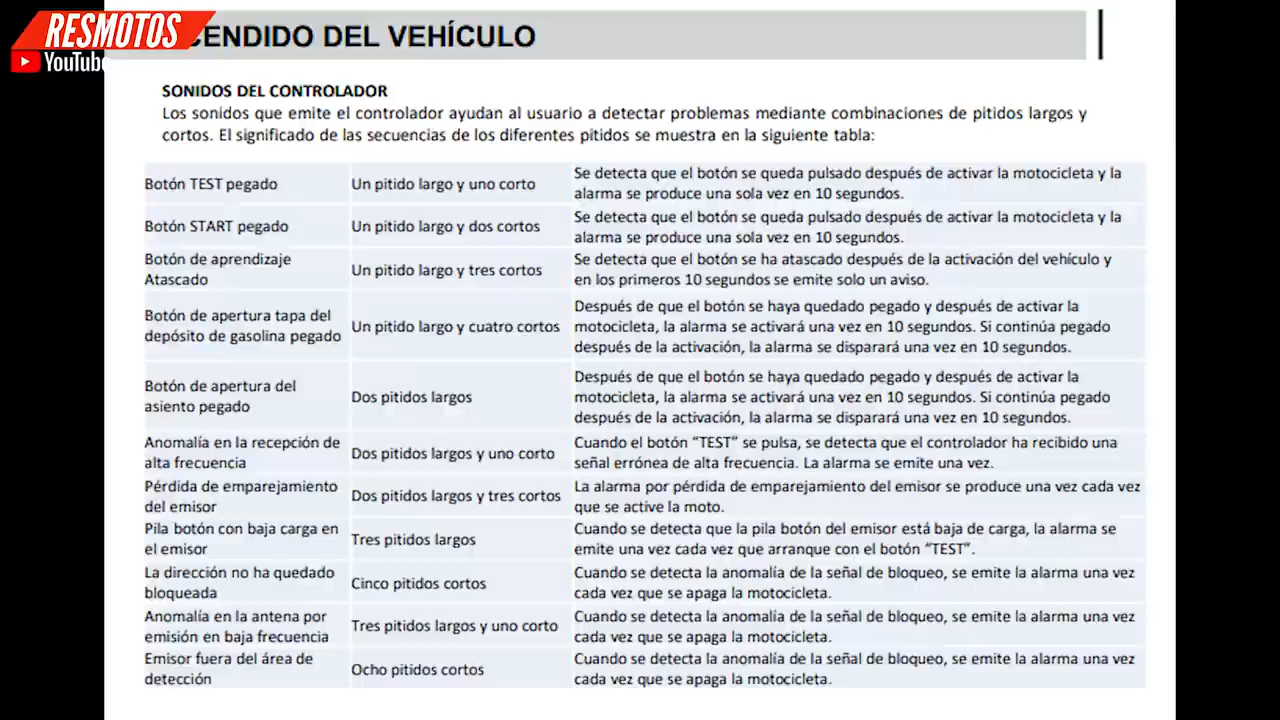 RESMOTOS
YouTube
CENDIDO DEL VEHÍCULO
SONIDOS DEL CONTROLADOR
Los sonidos que emite el controlador ayudan al usuario a detectar problemas mediante combinaciones de pitidos largos y
cortos. El significado de las secuencias de los diferentes pitidos se muestra en la siguiente tabla:
Botón TEST pegado
Un pitido largo y uno corto
Se detecta que el botón se queda pulsado después de activar la motocicleta y la
alarma se produce una sola vez en 10 segundos.
Botón START pegado
Un pitido largo y dos cortos
Se detecta que el botón se queda pulsado después de activar la motocicleta y la
alarma se produce una sola vez en 10 segundos.
Botón de aprendizaje
Atascado
Un pitido largo y tres cortos
Se detecta que el botón se ha atascado después de la activación del vehículo y
en los primeros 10 segundos se emite solo un aviso.
Botón de apertura tapa del
depósito de gasolina pegado
Un pitido largo y cuatro cortos
Después de que el botón se haya quedado pegado y después de activar la
motocicleta, la alarma se activará una vez en 10 segundos. Si continúa pegado
después de la activación, la alarma se disparará una vez en 10 segundos.
Botón de apertura del
asiento pegado
Dos pitidos largos
Después de que el botón se haya quedado pegado y después de activar la
motocicleta, la alarma se activará una vez en 10 segundos. Si continúa pegado
después de la activación, la alarma se disparará una vez en 10 segundos.
Anomalía en la recepción de
alta frecuencia
Dos pitidos largos y uno corto
Cuando el botón “TEST” se pulsa, se detecta que el controlador ha recibido una
señal errónea de alta frecuencia. La alarma se emite una vez.
Pérdida de emparejamiento
del emisor
Dos pitidos largos y tres cortos
La alarma por pérdida de emparejamiento del emisor se produce una vez cada vez
que se active la moto.
Pila botón con baja carga en
el emisor
Tres pitidos largos
Cuando se detecta que la pila botón del emisor está baja de carga, la alarma se
emite una vez cada vez que arranque con el botón “TEST”.
La dirección no ha quedado
bloqueada
Cinco pitidos cortos
Cuando se detecta la anomalía de la señal de bloqueo, se emite la alarma una vez
cada vez que se apaga la motocicleta.
Anomalía en la antena por
emisión en baja frecuencia
Tres pitidos largos y uno corto
Cuando se detecta la anomalía de la señal de bloqueo, se emite la alarma una vez
cada vez que se apaga la motocicleta.
Emisor fuera del área de
detección
Ocho pitidos cortos
Cuando se detecta la anomalía de la señal de bloqueo, se emite la alarma una vez
cada vez que se apaga la motocicleta.